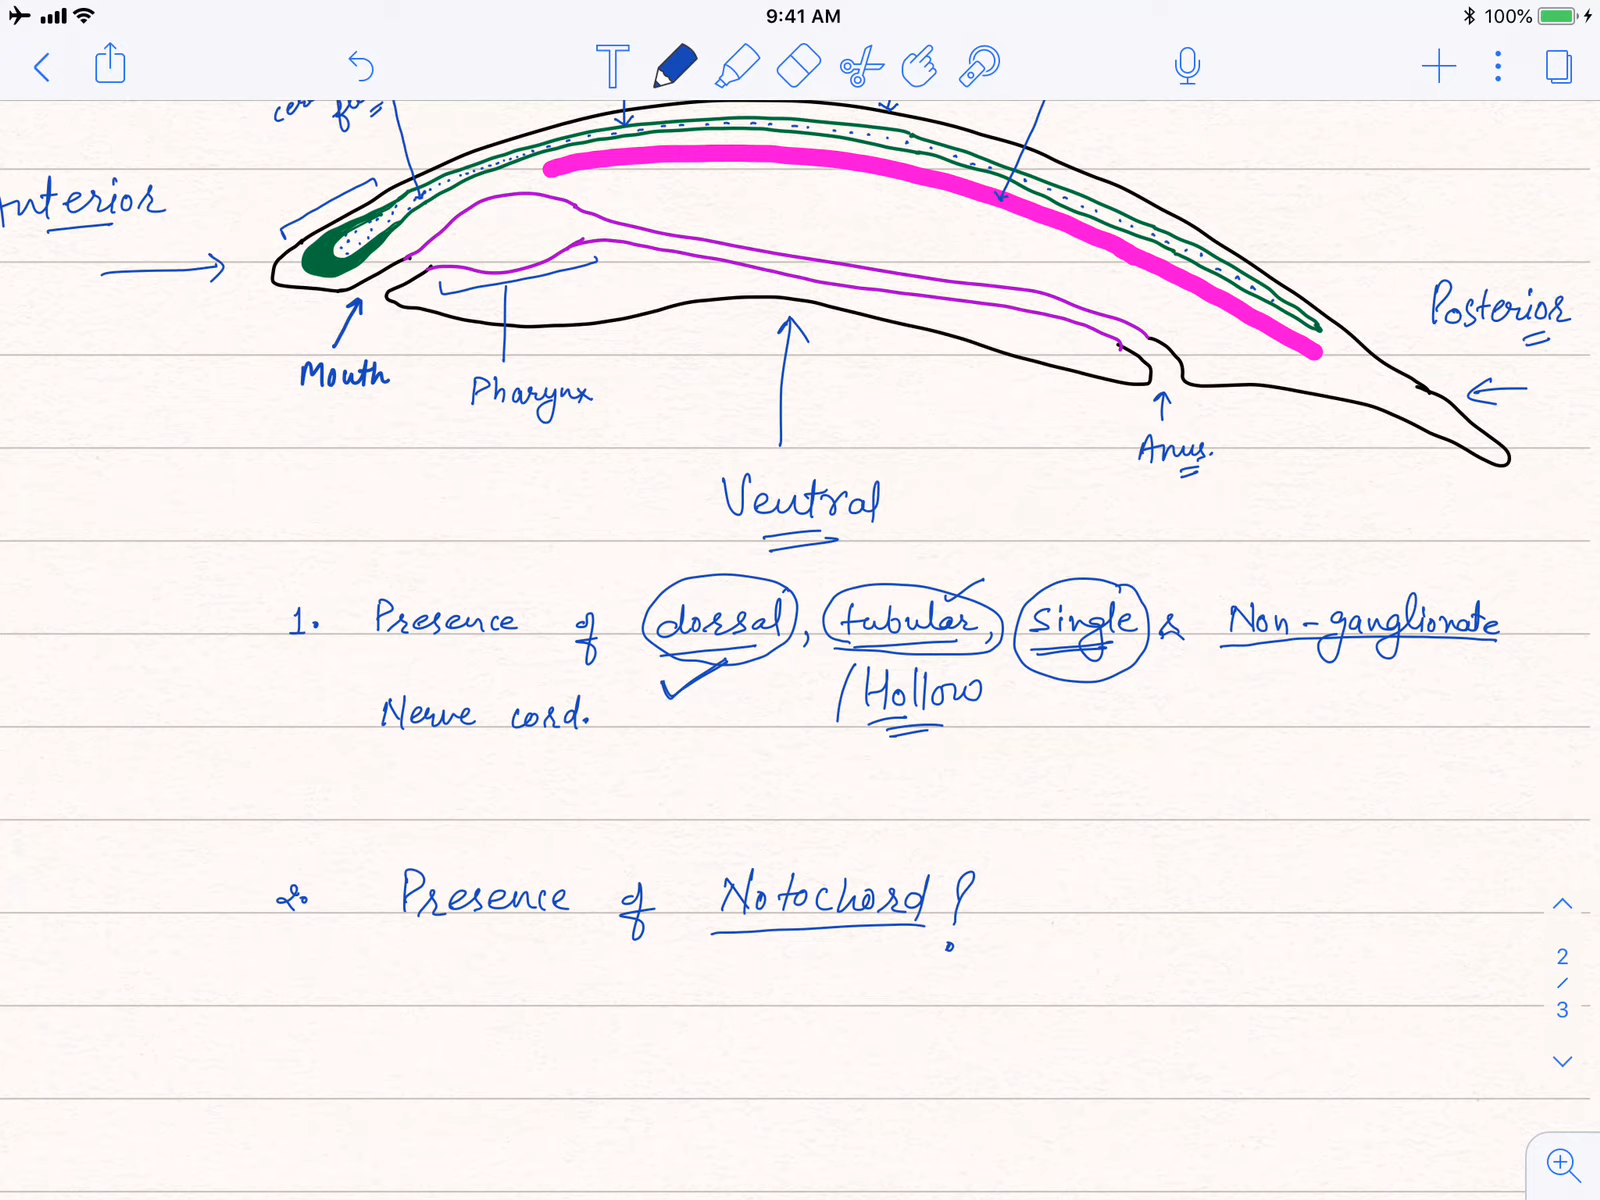 9:41 AM
100%
T
Anterior
Posterior
Mouth
Pharynx
Anus.
Ventral
1. Presence of dorsal, tubular, single & Non-ganglionate
/Hollow
Nerve cord.
2. Presence of Notochord?
2
/
3